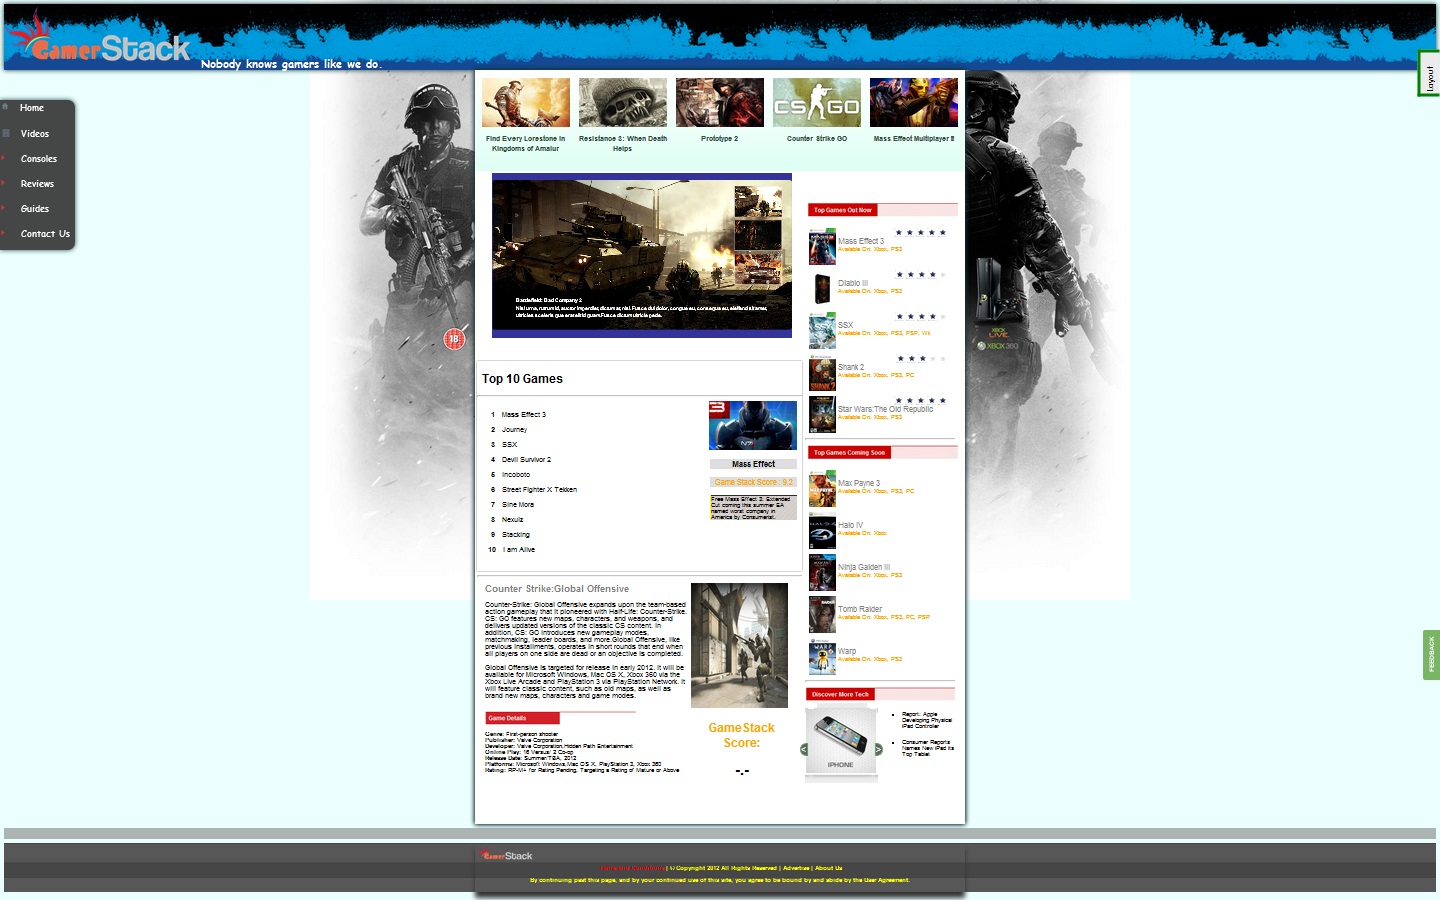 GamerStack
Nobody knows gamers like we do.
Layout
Home
Videos
Consoles
Reviews
Guides
Contact Us
CS GO
Find Every Lorestone in
Kingdoms of Amalur
Resistance 3: When Death
Helps
Prototype 2
Counter Strike GO
Mass Effect Multiplayer II
Battlefield: Bad Company 2
18
XBOX
LIVE
XBOX360
Top 10 Games
1 Mass Effect 3
2 Journey
3 SSX
4 Devil Survivor 2
5 Incoboto
6 Street Fighter X Tekken
7 Sine Mora
8 Nexuiz
9 Stacking
10 I am Alive
3
N7
Mass Effect
Game Stack Score : 9.2
Free Mass Effect 3: Extended
Cut coming this summer EA
named worst company in
America by Consumerist.
Counter Strike:Global Offensive
Counter-Strike: Global Offensive expands upon the team-based
action gameplay that it pioneered with Half-Life: Counter-Strike.
CS: GO features new maps, characters, and weapons, and
delivers updated versions of the classic CS content. In
addition, CS: GO introduces new gameplay modes,
matchmaking, leader boards, and more.Global Offensive, like
previous installments, operates in short rounds that end when
all players on one side are dead or an objective is completed.
Global Offensive is targeted for release in early 2012. It will be
available for Microsoft Windows, Mac OS X, Xbox 360 via the
Xbox Live Arcade and PlayStation 3 via PlayStation Network. It
will feature classic content, such as old maps, as well as
brand new maps, characters and game modes.
Game Details
Genre: First-person shooter
Publisher: Valve Corporation
Developer: Valve Corporation,Hidden Path Entertainment
Online Play: 16 Versus/ 2 Co-op
Release Date: Summer/TBA, 2012
Platforms: Microsoft Windows,Mac OS X, PlayStation 3, Xbox 360
Rating: RP-M+ for Rating Pending, Targeting a Rating of Mature or Above
GameStack
Score:
-.-
Top Games Out Now
Mass Effect 3
Available On: Xbox, PS3
Diablo III
Available On: Xbox, PS3
SSX
Available On: Xbox, PS3, PSP, Wii
Shank 2
Available On: Xbox, PS3, PC
Star Wars:The Old Republic
Available On: Xbox, PS3
Top Games Coming Soon
Max Payne 3
Available On: Xbox, PS3, PC
Halo IV
Available On: Xbox
Ninja Gaiden III
Available On: Xbox, PS3
Tomb Raider
Available On: Xbox, PS3, PC, PSP
Warp
Available On: Xbox, PS3
Discover More Tech
< >
IPHONE
Report: Apple
Developing Physical
iPad Controller
Consumer Reports
Names New iPad its
Top Tablet
FEEDBACK
GamerStack
| © Copyright 2012 All Rights Reserved | Advertise | About Us
By continuing past this page, and by your continued use of this site, you agree to be bound by and abide by the User Agreement.